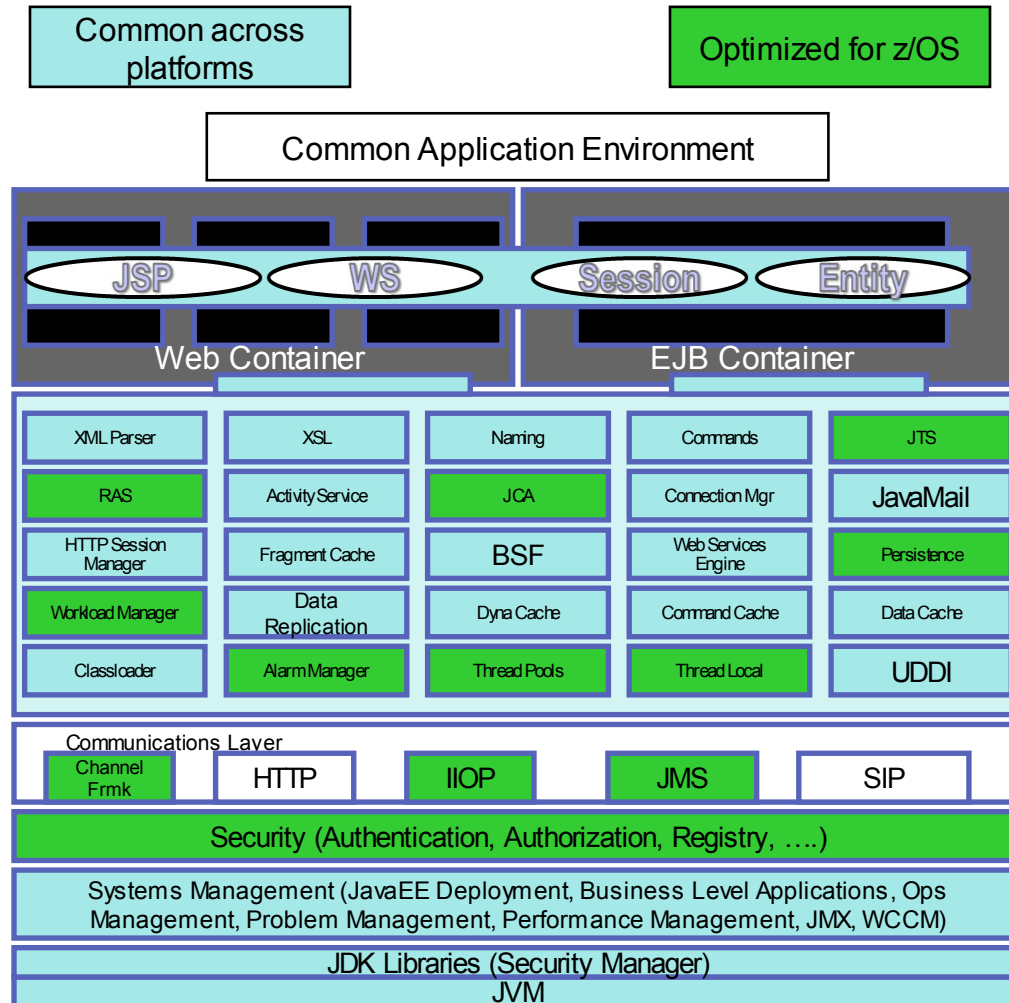 Common across
platforms
Optimized for z/OS
Common Application Environment
JSP
WS
Session
Entity
Web Container
EJB Container
XML Parser
XSL
Naming
Commands
JTS
RAS
Activity Service
JCA
Connection Mgr
JavaMail
HTTP Session
Manager
Fragment Cache
BSF
Web Services
Engine
Persistence
Workload Manager
Data
Replication
Dyna Cache
Command Cache
Data Cache
Classloader
Alarm Manager
Thread Pools
Thread Local
UDDI
Communications Layer
Channel
Frmk
HTTP
IIOP
JMS
SIP
Security (Authentication, Authorization, Registry, ….)
Systems Management (JavaEE Deployment, Business Level Applications, Ops
Management, Problem Management, Performance Management, JMX, WCCM)
JDK Libraries (Security Manager)
JVM